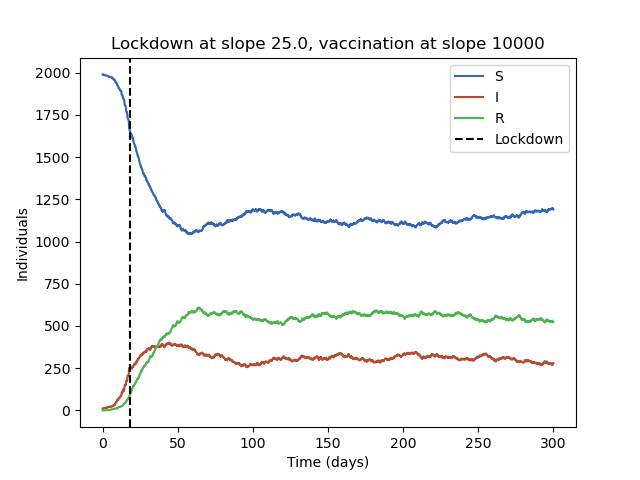 Lockdown at slope 25.0, vaccination at slope 10000
2000
1750
1500
1250
1000
750
500
250
0
Individuals
S
I
R
Lockdown
0 50 100 150 200 250 300
Time (days)